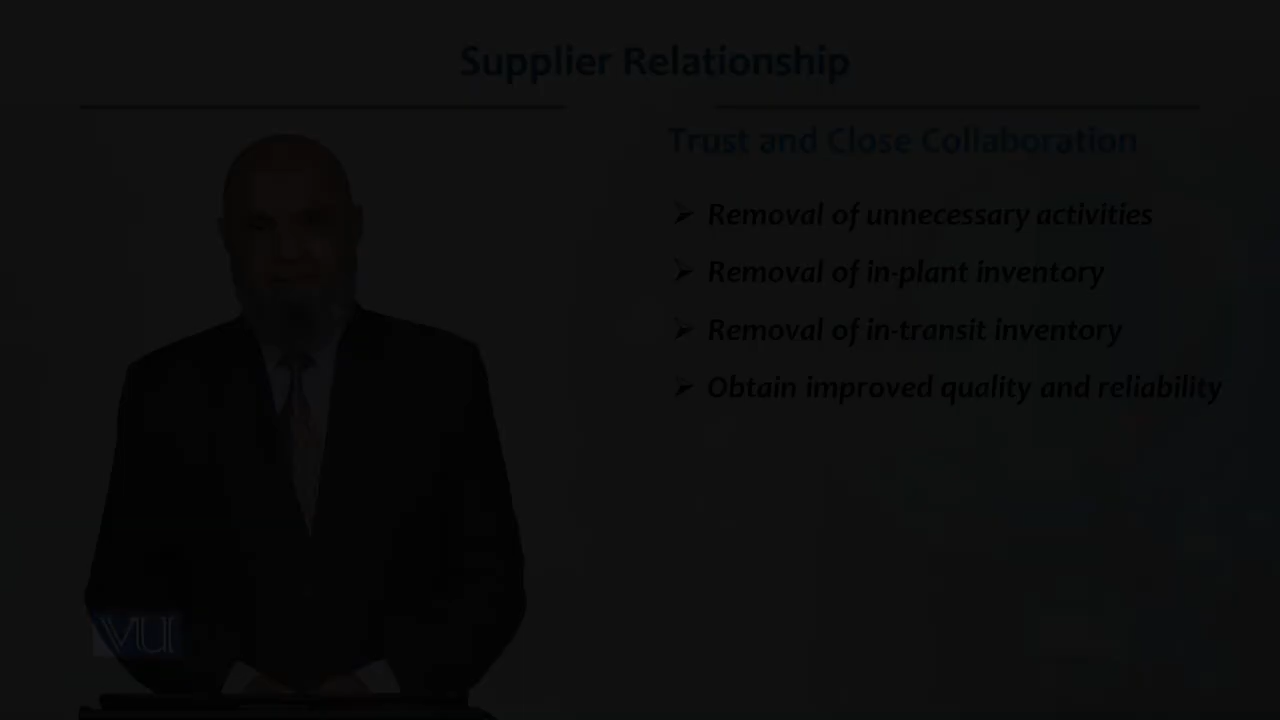 Supplier Relationship
Trust and Close Collaboration
➢ Removal of unnecessary activities
➢ Removal of in-plant inventory
➢ Removal of in-transit inventory
➢ Obtain improved quality and reliability
VU